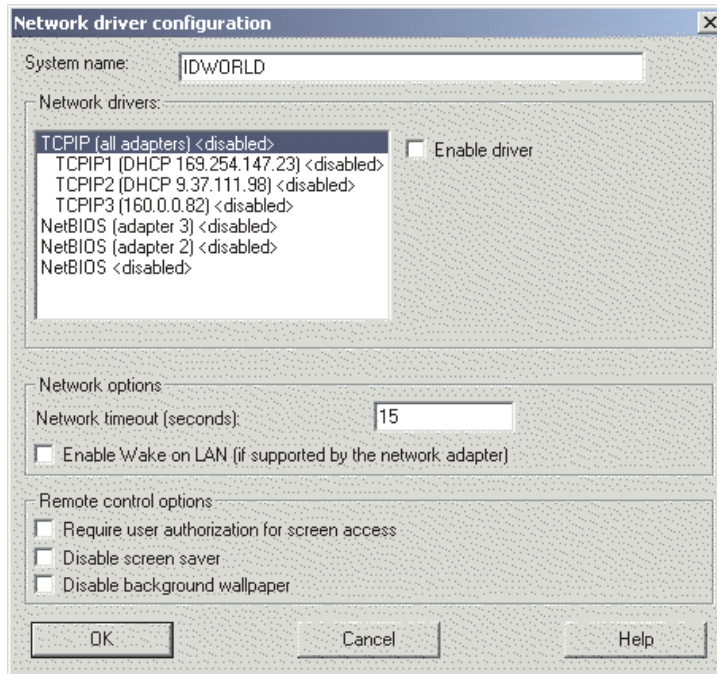 Network driver configuration
System name: IDWORLD
Network drivers:
TCPIP (all adapters) <disabled>
Enable driver
TCPIP1 (DHCP 169.254.147.23) <disabled>
TCPIP2 (DHCP 9.37.111.98) <disabled>
TCPIP3 (160.0.0.82) <disabled>
NetBIOS (adapter 3) <disabled>
NetBIOS (adapter 2) <disabled>
NetBIOS <disabled>
Network options
Network timeout (seconds): 15
Enable Wake on LAN (if supported by the network adapter)
Remote control options
Require user authorization for screen access
Disable screen saver
Disable background wallpaper
OK Cancel Help